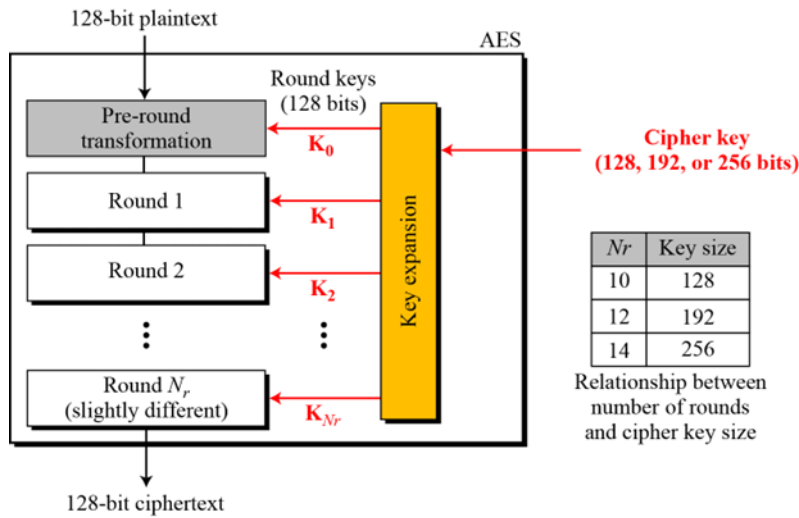 128-bit plaintext
AES
Round keys
(128 bits)
Pre-round
transformation
K0
Cipher key
(128, 192, or 256 bits)
Round 1
K1
Round 2
K2
Key expansion
Nr Key size
10 128
12 192
14 256
Relationship between
number of rounds
and cipher key size
Round Nr
(slightly different)
KNr
128-bit ciphertext